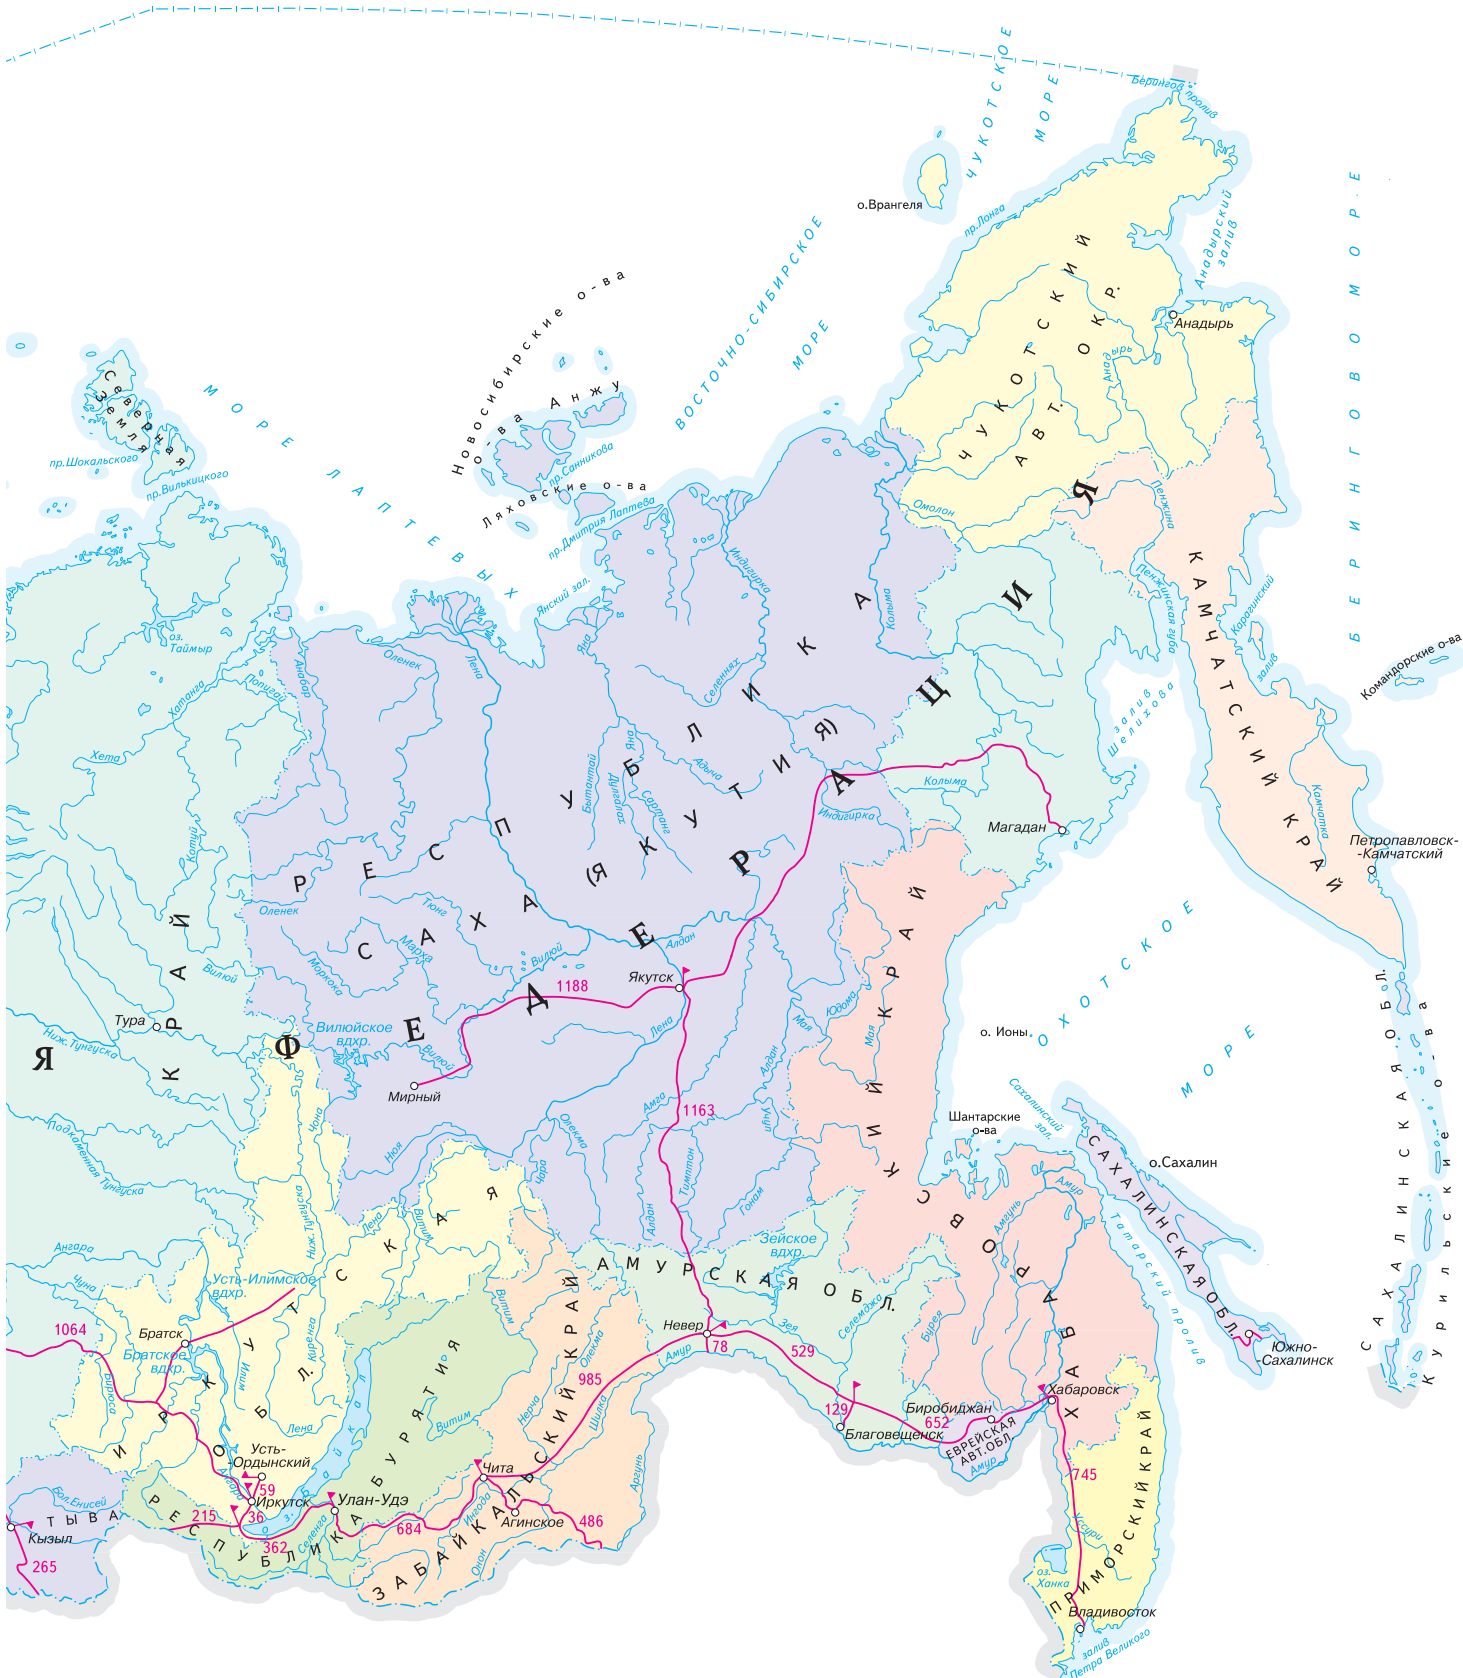 ЧУКОТСКОЕ
МОРЕ
Берингов пролив
о.Врангеля
пр.Лонга
Анадырский
залив
БЕРИНГОВО МОРЕ
ВОСТОЧНО-СИБИРСКОЕ
МОРЕ
Новосибирские о-ва
о-ва Анжу
пр.Санникова
Ляховские о-ва
пр.Дмитрия Лаптева
МОРЕ ЛАПТЕВЫХ
Северная
Земля
пр.Шокальского
пр.Вилькицкого
ЧУКОТСКИЙ
АВТ. ОКР.
Анадырь
Анадырь
Омолон
Пенжина
Пенжинская губа
КАМЧАТСКИЙ КРАЙ
Карагинский
залив
Командорские о-ва
залив
Шелихова
Камчатка
Петропавловск-
-Камчатский
Янский зал.
Яна
Индигирка
Колыма
оз.
Таймыр
Хатанга
Попигай
Анабар
Оленек
Лена
Хета
Котуй
Селеннях
Яна
Адыча
Бытантай
Дулгалах
Сартанг
Индигирка
Колыма
Магадан
РЕСПУБЛИКА
САХА (ЯКУТИЯ)
Я ФЕДЕРАЦИЯ
КРАЙ
Оленек
Тюнг
Марха
Моркока
Вилюй
Вилюй
Алдан
Якутск
1188
Тура
Ниж.Тунгуска
Вилюйское
вдхр.
Вилюй
Мирный
Лена
Мая
Юдома
Мая
Алдан
Учур
Амга
1163
Чона
Нюя
Олекма
Чара
Тимптон
Алдан
Гонам
Подкаменная Тунгуска
о. Ионы
ОХОТСКОЕ
МОРЕ
Шантарские
о-ва
Сахалинский
зал.
о.Сахалин
САХАЛИНСКАЯ ОБЛ.
САХАЛИНСКАЯ ОБЛ.
Курильские о-ва
Татарский пролив
Амур
Амгунь
ХАБАРОВСКИЙ КРАЙ
Южно-
-Сахалинск
Ангара
Чуна
Лена
Витим
Ниж.Тунгуска
Усть-Илимское
вдхр.
1064
Братск
Братское
вдхр.
Бирюса
Илим
Киренга
Лена
ИРКУТСКАЯ
ОБЛ.
Витим
Зейское
вдхр.
АМУРСКАЯ ОБЛ.
Зея
Селемджа
Бурея
Невер
78
529
Амур
Олекма
985
Нерча
Шилка
Витим
129
Благовещенск
Биробиджан
652
ЕВРЕЙСКАЯ
АВТ.ОБЛ.
Амур
Хабаровск
745
Уссури
ПРИМОРСКИЙ КРАЙ
оз.
Ханка
Владивосток
залив
Петра Великого
Усть-
-Ордынский
59
Ангара
Иркутск
36
оз. Байкал
Улан-Удэ
215
362
Селенга
РЕСПУБЛИКА БУРЯТИЯ
684
Чита
Ингода
Агинское
486
Онон
Аргунь
ЗАБАЙКАЛЬСКИЙ КРАЙ
Бол.Енисей
ТЫВА
Кызыл
265